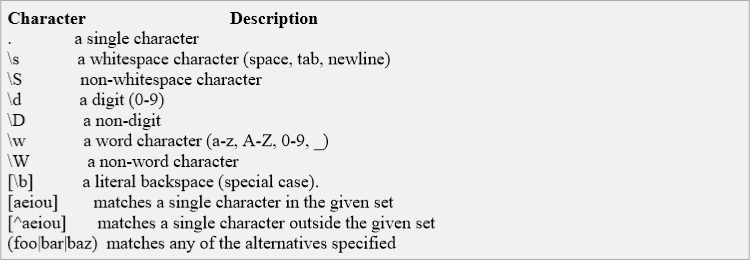 Character Description
. a single character
\s a whitespace character (space, tab, newline)
\S non-whitespace character
\d a digit (0-9)
\D a non-digit
\w a word character (a-z, A-Z, 0-9, _)
\W a non-word character
[\b] a literal backspace (special case).
[aeiou] matches a single character in the given set
[^aeiou] matches a single character outside the given set
(foo|bar|baz) matches any of the alternatives specified